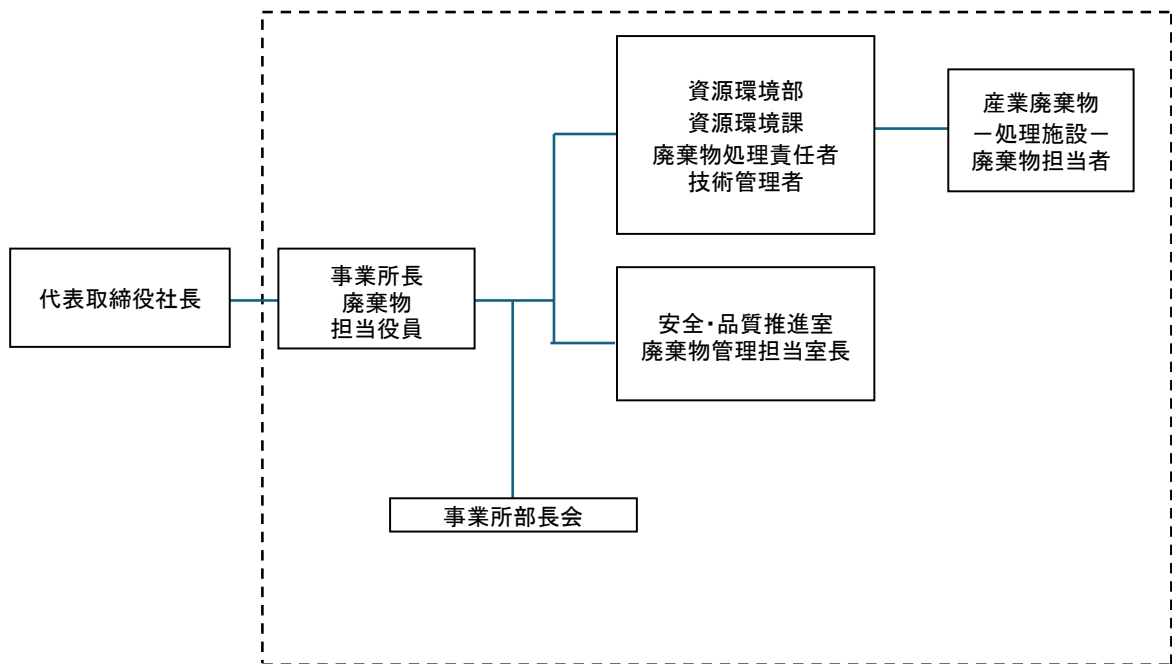 代表取締役社長
事業所長
廃棄物
担当役員
資源環境部
資源環境課
廃棄物処理責任者
技術管理者
産業廃棄物
－処理施設－
廃棄物担当者
安全・品質推進室
廃棄物管理担当室長
事業所部長会